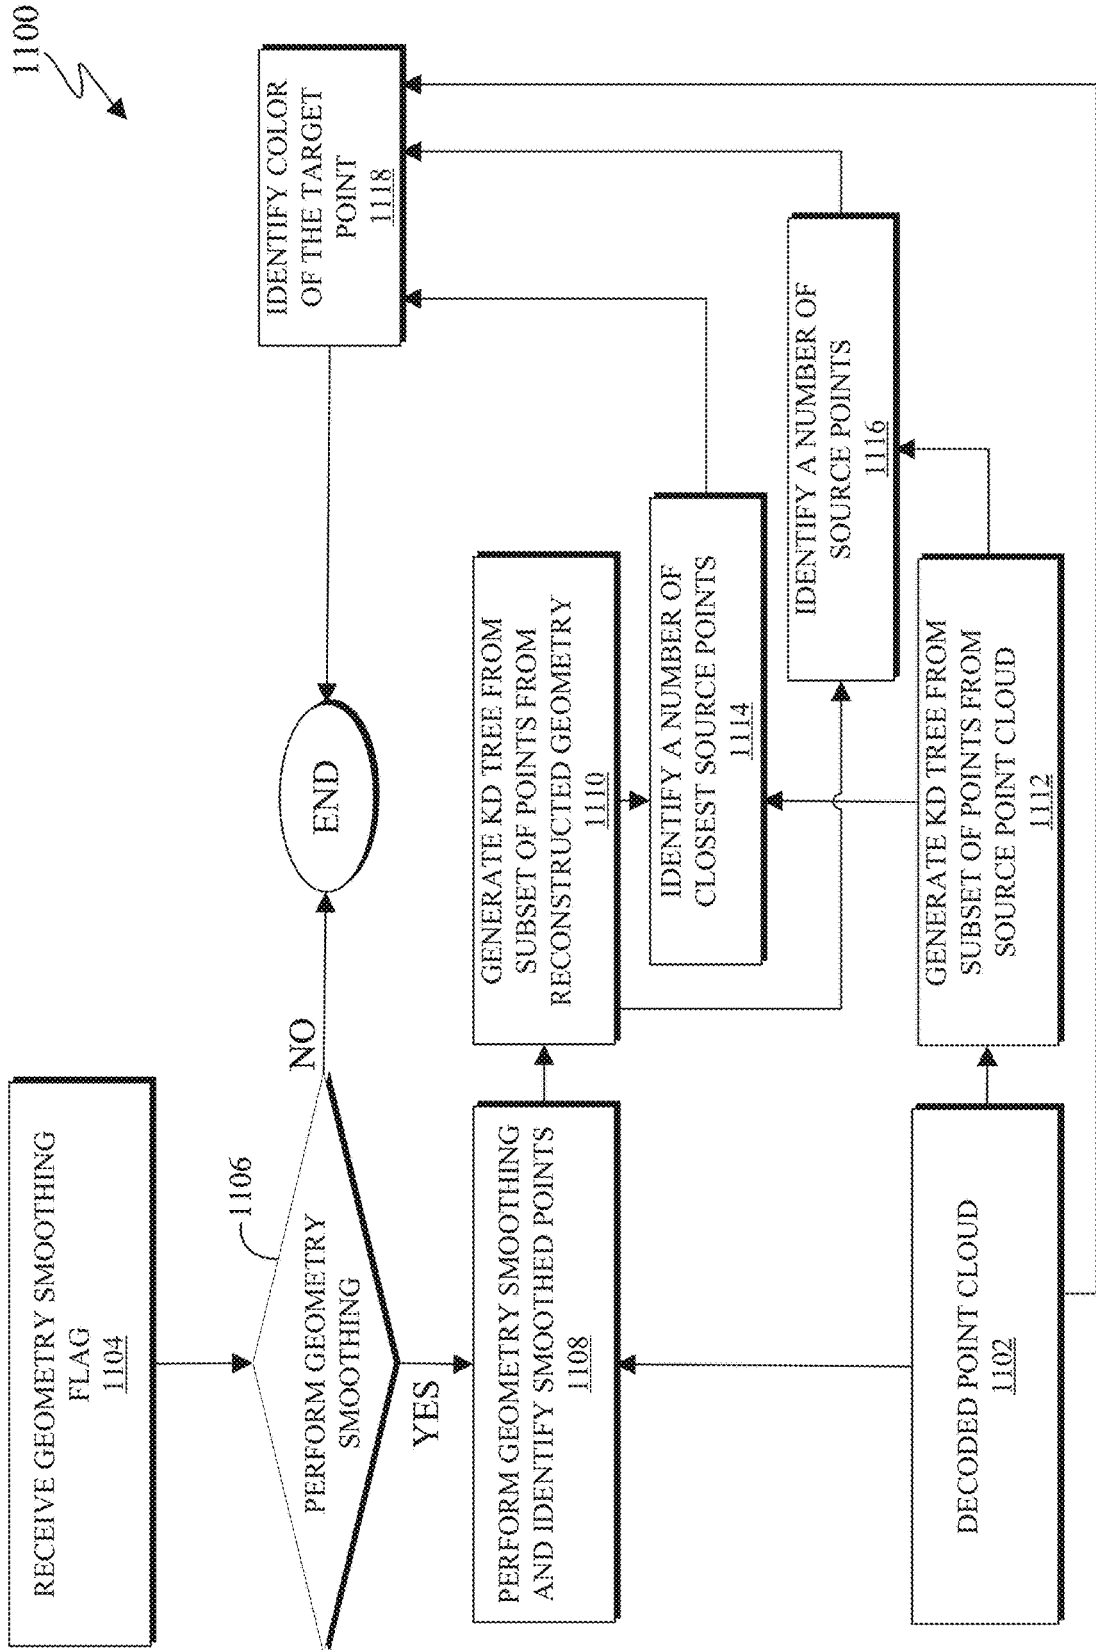 1100
RECEIVE GEOMETRY SMOOTHING
FLAG
1104
1106
PERFORM GEOMETRY
SMOOTHING
NO
END
IDENTIFY COLOR
OF THE TARGET
POINT
1118
YES
PERFORM GEOMETRY SMOOTHING
AND IDENTIFY SMOOTHED POINTS
1108
GENERATE KD TREE FROM
SUBSET OF POINTS FROM
RECONSTRUCTED GEOMETRY
1110
IDENTIFY A NUMBER OF
CLOSEST SOURCE POINTS
1114
IDENTIFY A NUMBER OF
SOURCE POINTS
1116
DECODED POINT CLOUD
1102
GENERATE KD TREE FROM
SUBSET OF POINTS FROM
SOURCE POINT CLOUD
1112